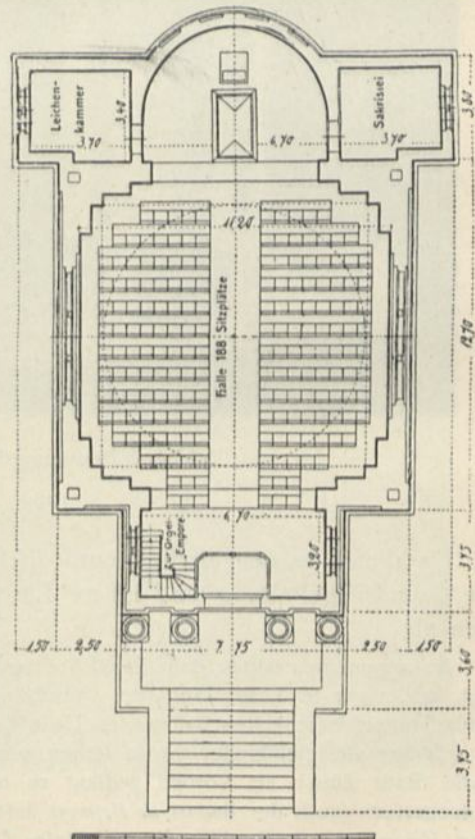 Leichen-
kammer
3,40
3,70
6,70
Sakristei
3,70
3,60
11,20
Halle 188 Sitzplätze
12,70
6,70
z. Orgel-
Empore
3,20
3,75
1,50
2,50
7,75
2,50
1,50
3,60
3,75